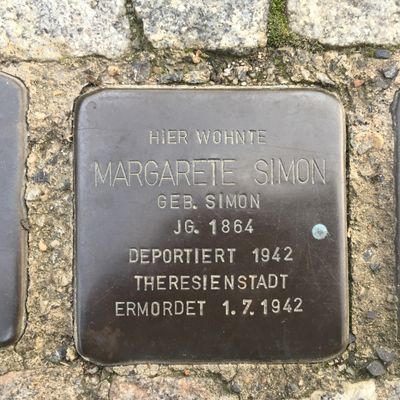 HIER WOHNTE
MARGARETE SIMON
GEB. SIMON
JG. 1864
DEPORTIERT 1942
THERESIENSTADT
ERMORDET 1.7.1942